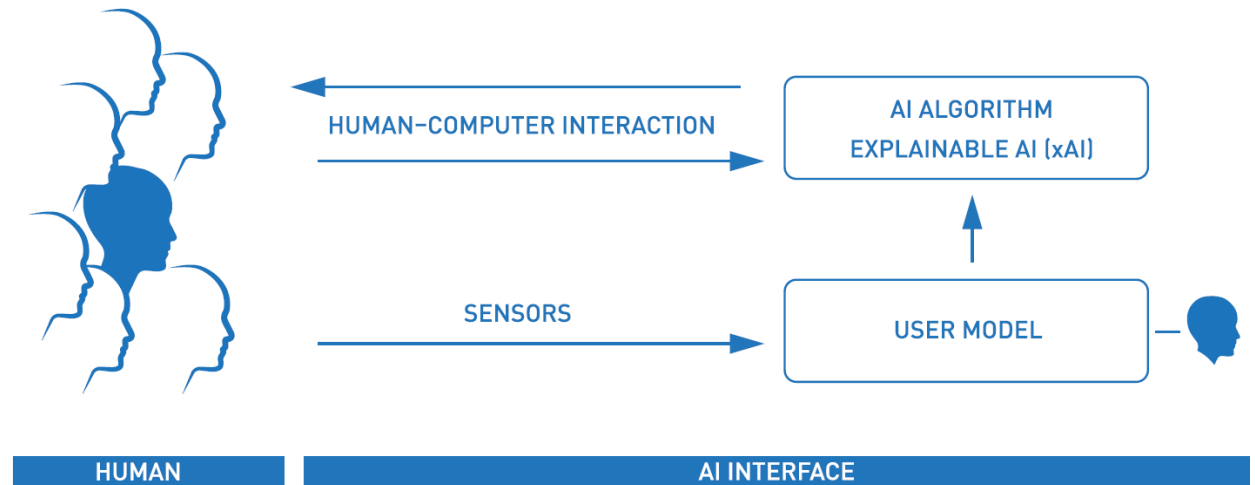 HUMAN–COMPUTER INTERACTION
AI ALGORITHM
EXPLAINABLE AI (xAI)
SENSORS
USER MODEL
HUMAN
AI INTERFACE